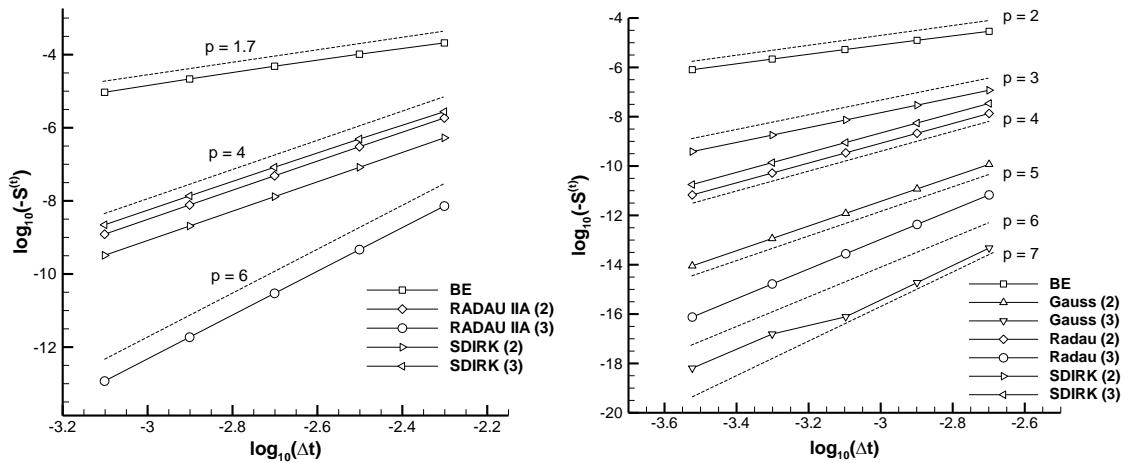 -4
-6
-8
-10
-12
log10(-S(t))
p = 1.7
p = 4
p = 6
BE
RADAU IIA (2)
RADAU IIA (3)
SDIRK (2)
SDIRK (3)
-3.2 -3 -2.8 -2.6 -2.4 -2.2
log10(Δt)
-4
-6
-8
-10
-12
-14
-16
-18
-20
log10(-S(t))
p = 2
p = 3
p = 4
p = 5
p = 6
p = 7
BE
Gauss (2)
Gauss (3)
Radau (2)
Radau (3)
SDIRK (2)
SDIRK (3)
-3.6 -3.4 -3.2 -3 -2.8 -2.6
log10(Δt)